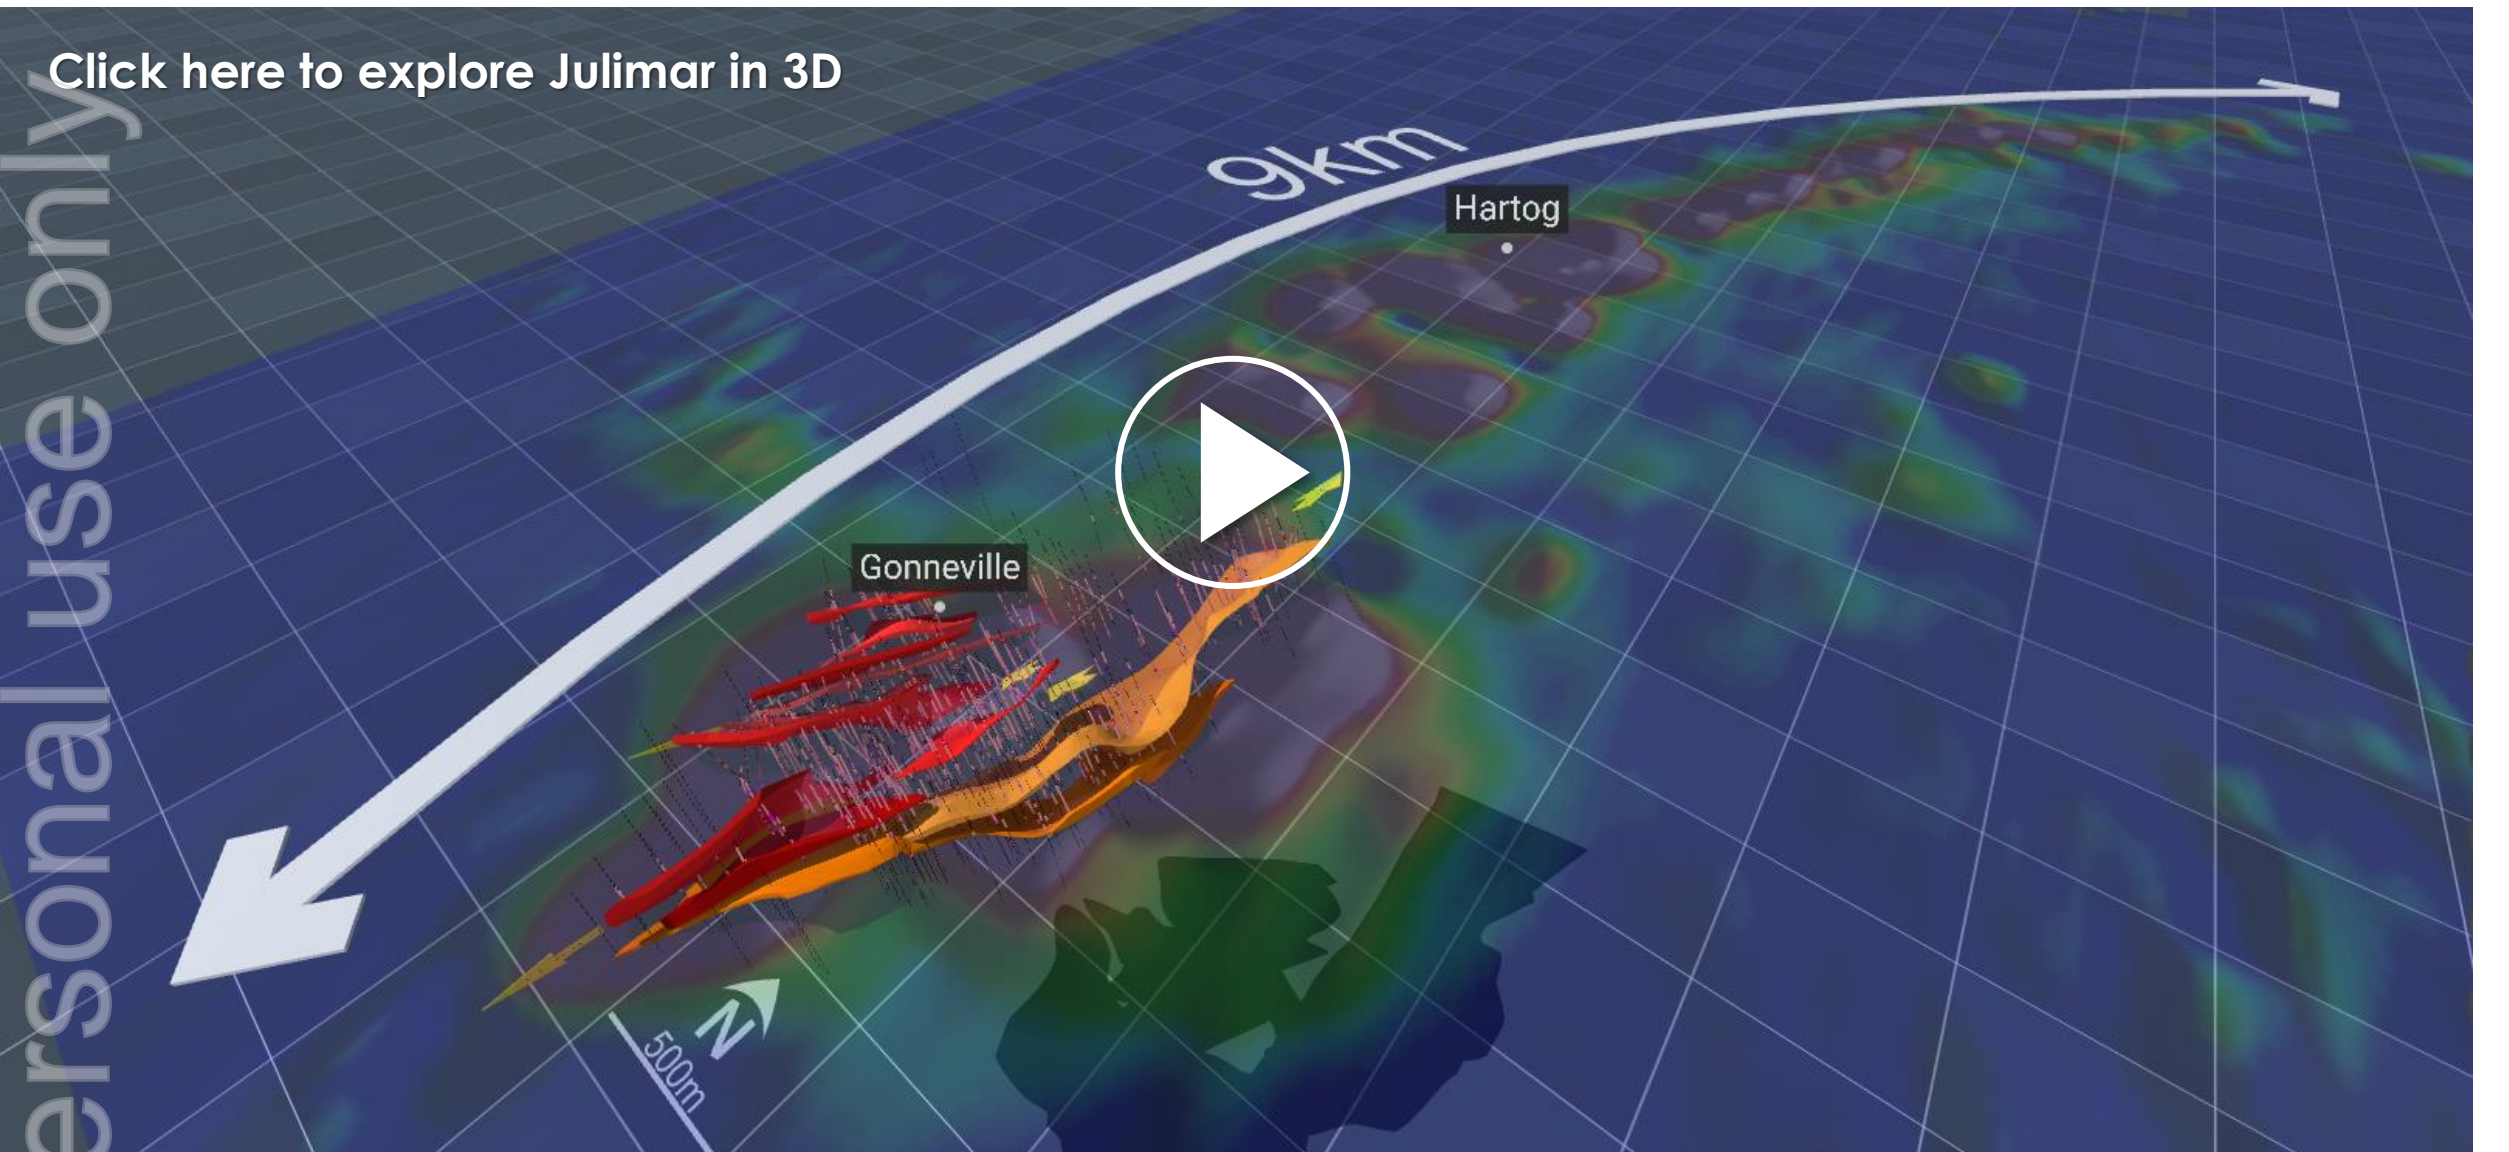 Click here to explore Julimar in 3D
9km
Hartog
Gonneville
N
500m
ersonal use only